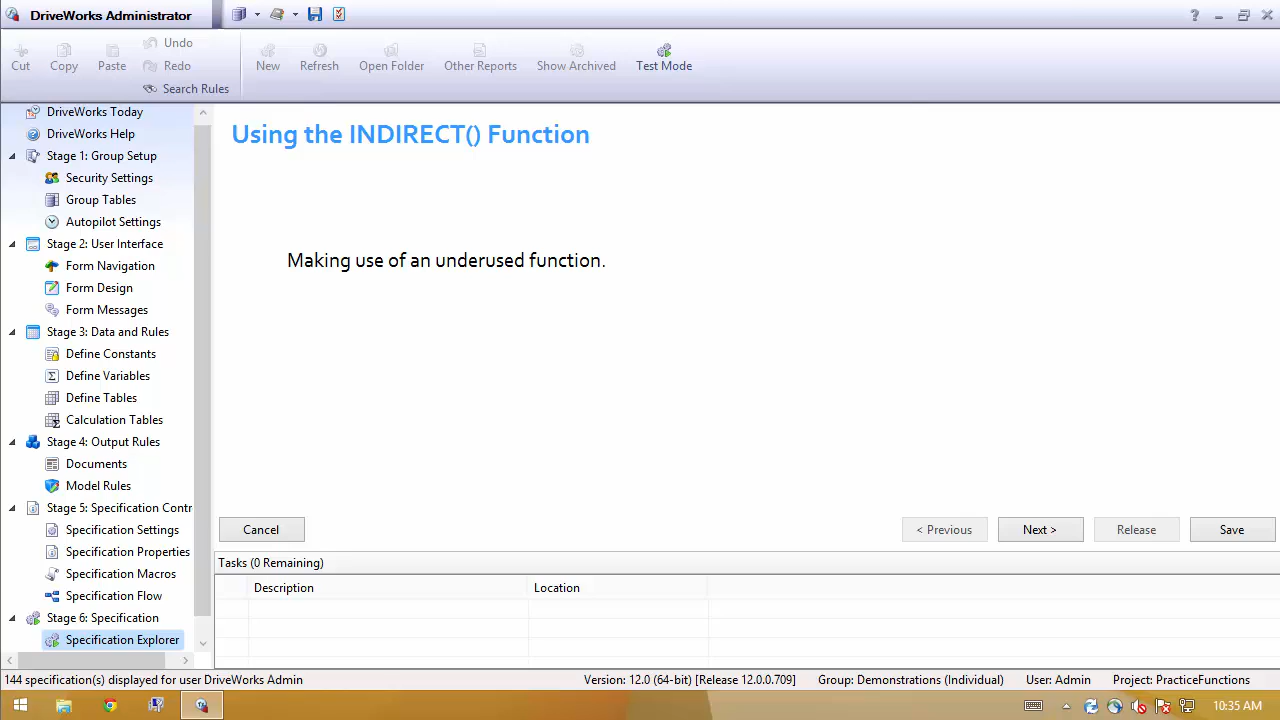 DriveWorks Administrator
Cut
Copy
Paste
Undo
Redo
Search Rules
New
Refresh
Open Folder
Other Reports
Show Archived
Test Mode
DriveWorks Today
DriveWorks Help
Stage 1: Group Setup
Security Settings
Group Tables
Autopilot Settings
Stage 2: User Interface
Form Navigation
Form Design
Form Messages
Stage 3: Data and Rules
Define Constants
Define Variables
Define Tables
Calculation Tables
Stage 4: Output Rules
Documents
Model Rules
Stage 5: Specification Contr
Specification Settings
Specification Properties
Specification Macros
Specification Flow
Stage 6: Specification
Specification Explorer
Using the INDIRECT() Function
Making use of an underused function.
Cancel
< Previous
Next >
Release
Save
Tasks (0 Remaining)
Description Location
144 specification(s) displayed for user DriveWorks Admin
Version: 12.0 (64-bit) [Release 12.0.0.709]
Group: Demonstrations (Individual)
User: Admin
Project: PracticeFunctions
10:35 AM